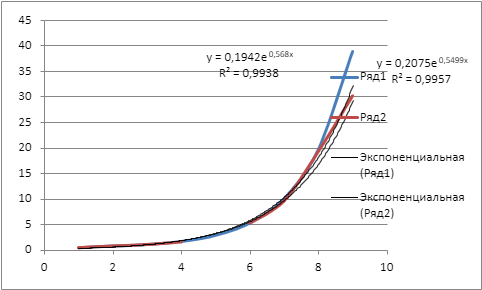 45
40
35
30
25
20
15
10
5
0
0 2 4 6 8 10
y = 0,1942e^0,568x
R² = 0,9938
y = 0,2075e^0,5499x
R² = 0,9957
Ряд1
Ряд2
Экспоненциальная
(Ряд1)
Экспоненциальная
(Ряд2)